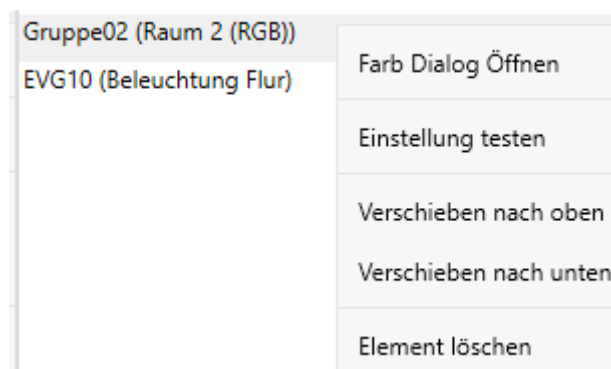 Gruppe02 (Raum 2 (RGB))
EVG10 (Beleuchtung Flur)
Farb Dialog Öffnen
Einstellung testen
Verschieben nach oben
Verschieben nach unten
Element löschen